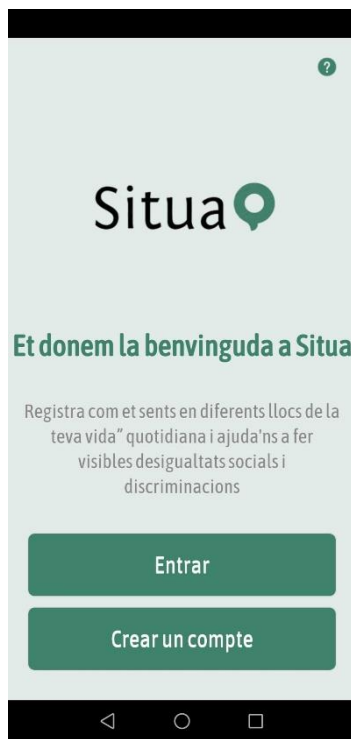 ?
Situa
Et donem la benvinguda a Situa
Registra com et sents en diferents llocs de la
teva vida” quotidiana i ajuda'ns a fer
visibles desigualtats socials i
discriminacions
Entrar
Crear un compte